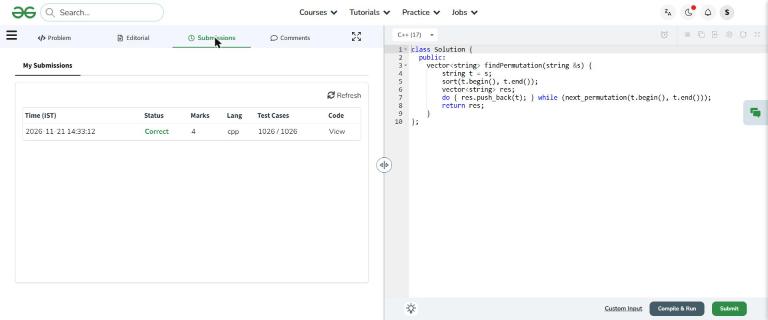 Search...
Courses Tutorials Practice Jobs
S
</> Problem Editorial Submissions Comments
My Submissions
Refresh
Time (IST) Status Marks Lang Test Cases Code
2026-11-21 14:33:12 Correct 4 cpp 1026 / 1026 View
C++ (17)
1 class Solution {
2 public:
3 vector<string> findPermutation(string &s) {
4 string t = s;
5 sort(t.begin(), t.end());
6 vector<string> res;
7 do { res.push_back(t); } while (next_permutation(t.begin(), t.end()));
8 return res;
9 }
10 };
Custom Input Compile & Run Submit